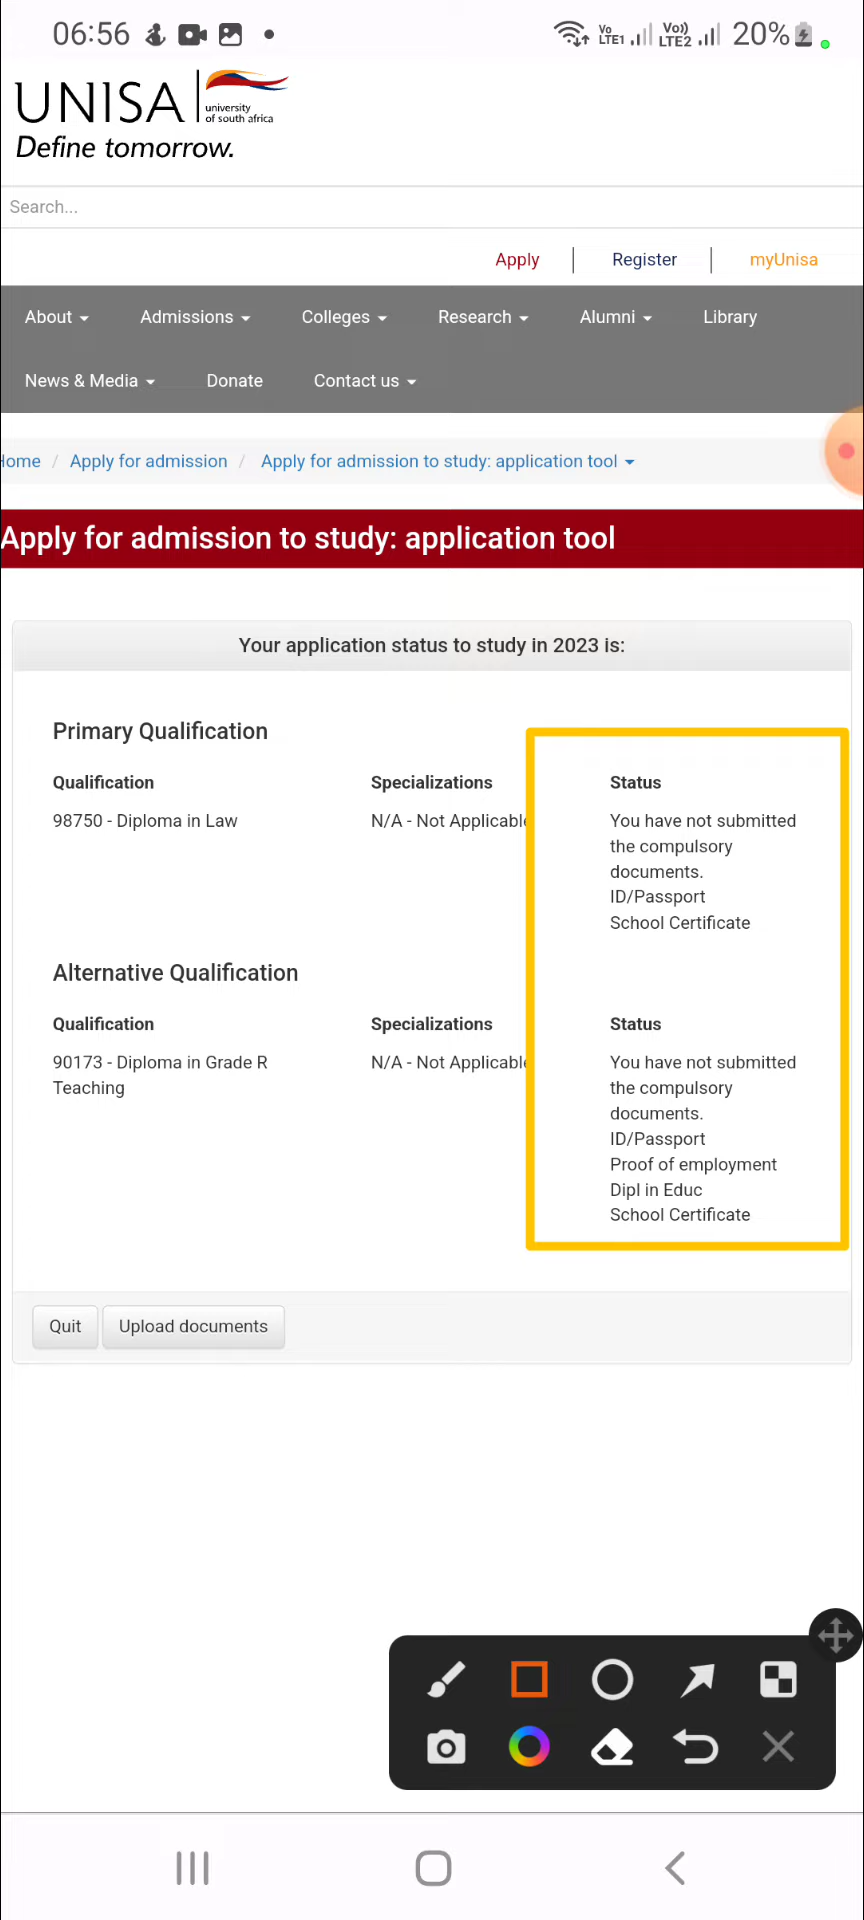 06:56
Vo
LTE1
Vo))
LTE2
20%
UNISA
university
of south africa
Define tomorrow.
Search...
Apply
Register
myUnisa
About
Admissions
Colleges
Research
Alumni
Library
News & Media
Donate
Contact us
Home / Apply for admission / Apply for admission to study: application tool
Apply for admission to study: application tool
Your application status to study in 2023 is:
Primary Qualification
Qualification
Specializations
Status
98750 - Diploma in Law
N/A - Not Applicable
You have not submitted
the compulsory
documents.
ID/Passport
School Certificate
Alternative Qualification
Qualification
Specializations
Status
90173 - Diploma in Grade R
Teaching
N/A - Not Applicable
You have not submitted
the compulsory
documents.
ID/Passport
Proof of employment
Dipl in Educ
School Certificate
Quit
Upload documents